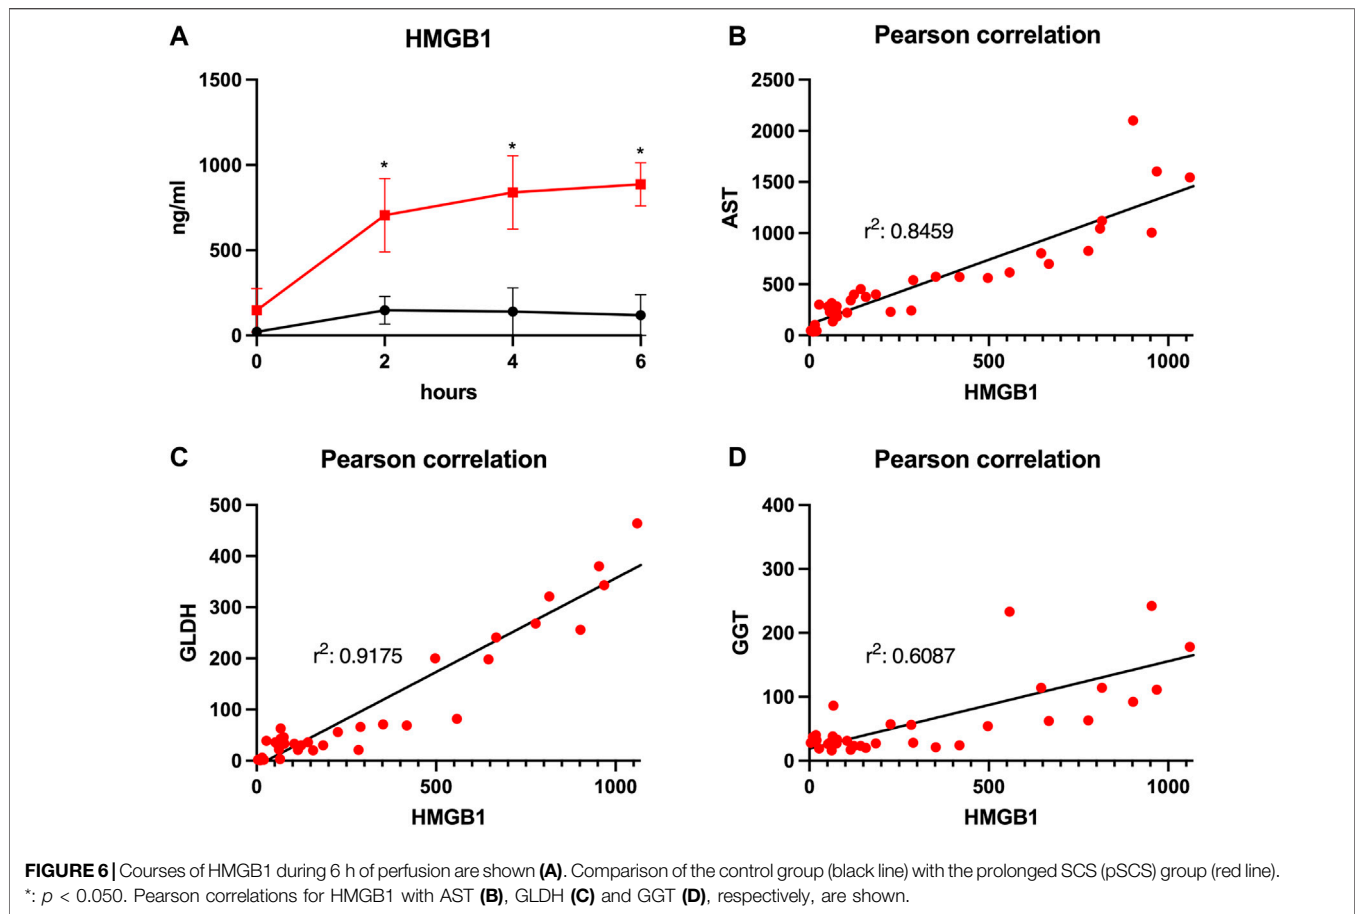 A
HMGB1
1500
1000
500
0
ng/ml
*
*
*
0 2 4 6
hours
B
Pearson correlation
2500
2000
1500
1000
500
0
AST
r²: 0.8459
0 500 1000
HMGB1
C
Pearson correlation
500
400
300
200
100
0
GLDH
r²: 0.9175
0 500 1000
HMGB1
D
Pearson correlation
400
300
200
100
0
GGT
r²: 0.6087
0 500 1000
HMGB1
FIGURE 6 | Courses of HMGB1 during 6 h of perfusion are shown (A). Comparison of the control group (black line) with the prolonged SCS (pSCS) group (red line).
*: p < 0.050. Pearson correlations for HMGB1 with AST (B), GLDH (C) and GGT (D), respectively, are shown.